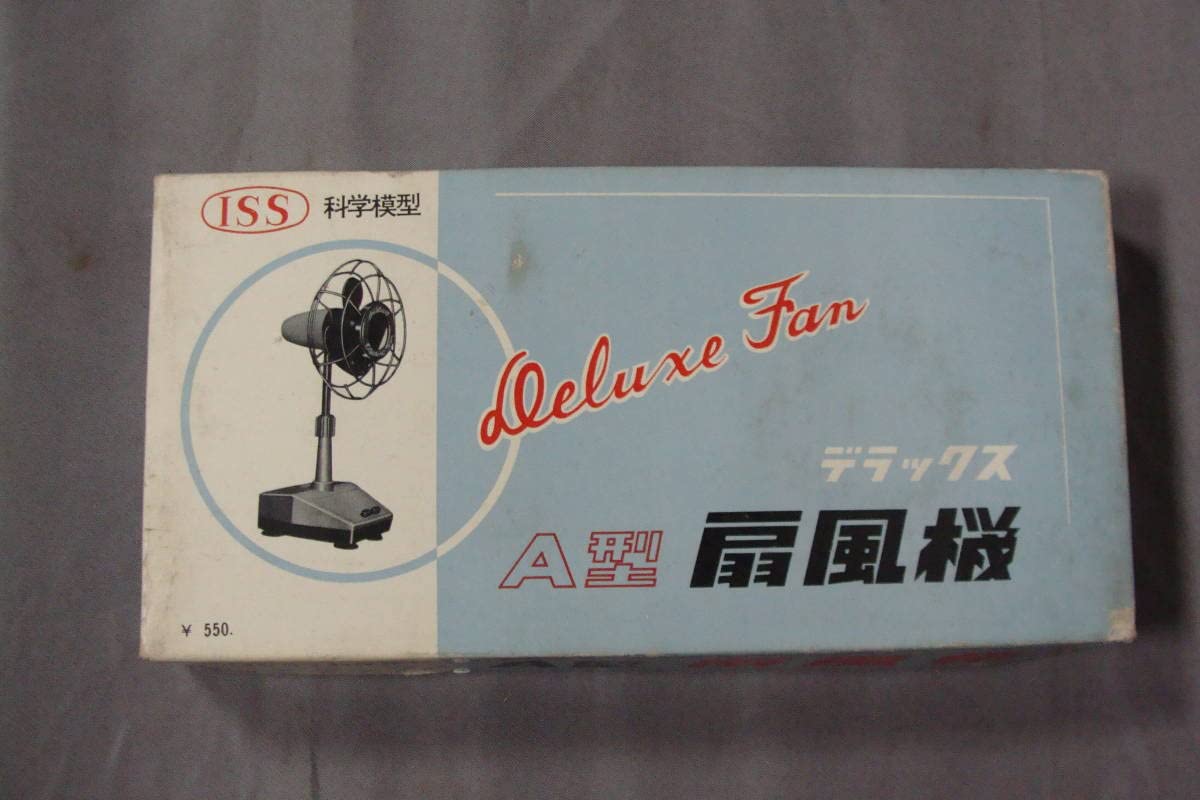 ISS 科学模型
Deluxe Fan
デラックス
A型 扇風機
¥ 550.